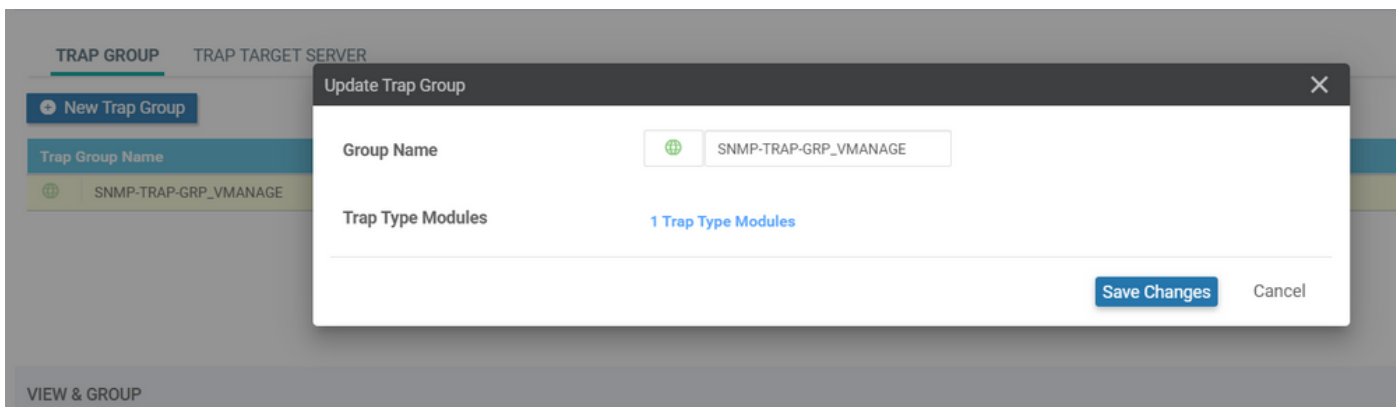 TRAP GROUP TRAP TARGET SERVER
Update Trap Group
New Trap Group
Group Name SNMP-TRAP-GRP_VMANAGE
Trap Group Name
SNMP-TRAP-GRP_VMANAGE
Trap Type Modules 1 Trap Type Modules
Save Changes Cancel
VIEW & GROUP